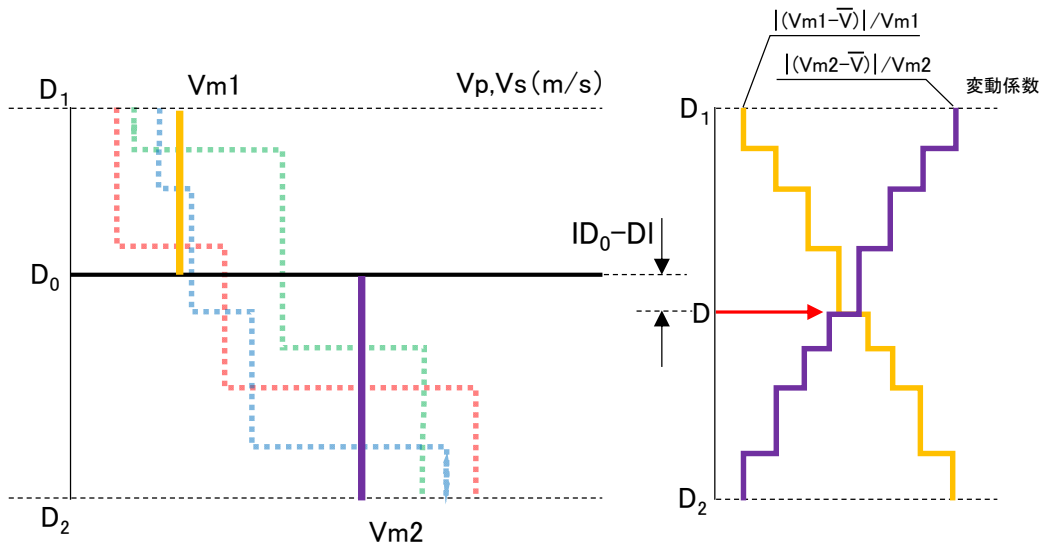 |(Vm1-V̅)|/Vm1
|(Vm2-V̅)|/Vm2
D₁
Vm1
Vp,Vs(m/s)
D₁
変動係数
|D₀-D|
D₀
D
D₂
Vm2
D₂